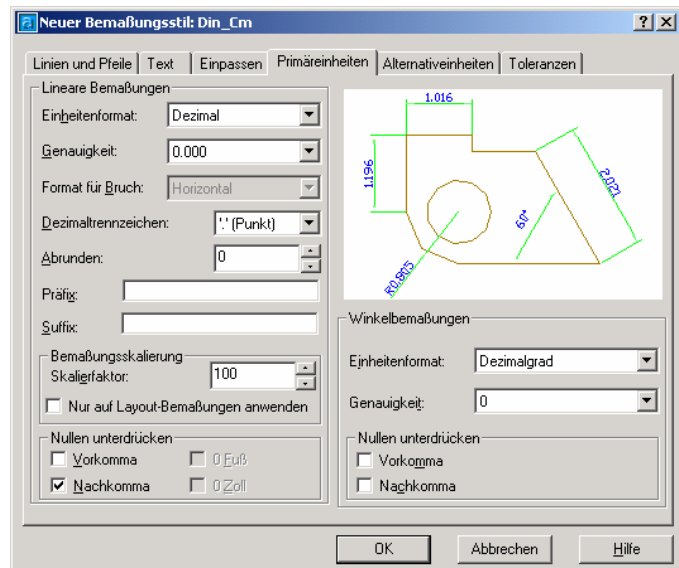 Neuer Bemaßungsstil: Din_Cm
Linien und Pfeile
Text
Einpassen
Primäreinheiten
Alternativeinheiten
Toleranzen
Lineare Bemaßungen
Einheitenformat:
Dezimal
Genauigkeit:
0.000
Format für Bruch:
Horizontal
Dezimaltrennzeichen:
'.' (Punkt)
Abrunden:
0
Präfix:
Suffix:
Bemaßungsskalierung
Skalierfaktor:
100
Nur auf Layout-Bemaßungen anwenden
Nullen unterdrücken
Vorkomma
0 Fuß
Nachkomma
0 Zoll
1.016
1.196
2.021
60°
R0.805
Winkelbemaßungen
Einheitenformat:
Dezimalgrad
Genauigkeit:
0
Nullen unterdrücken
Vorkomma
Nachkomma
OK
Abbrechen
Hilfe